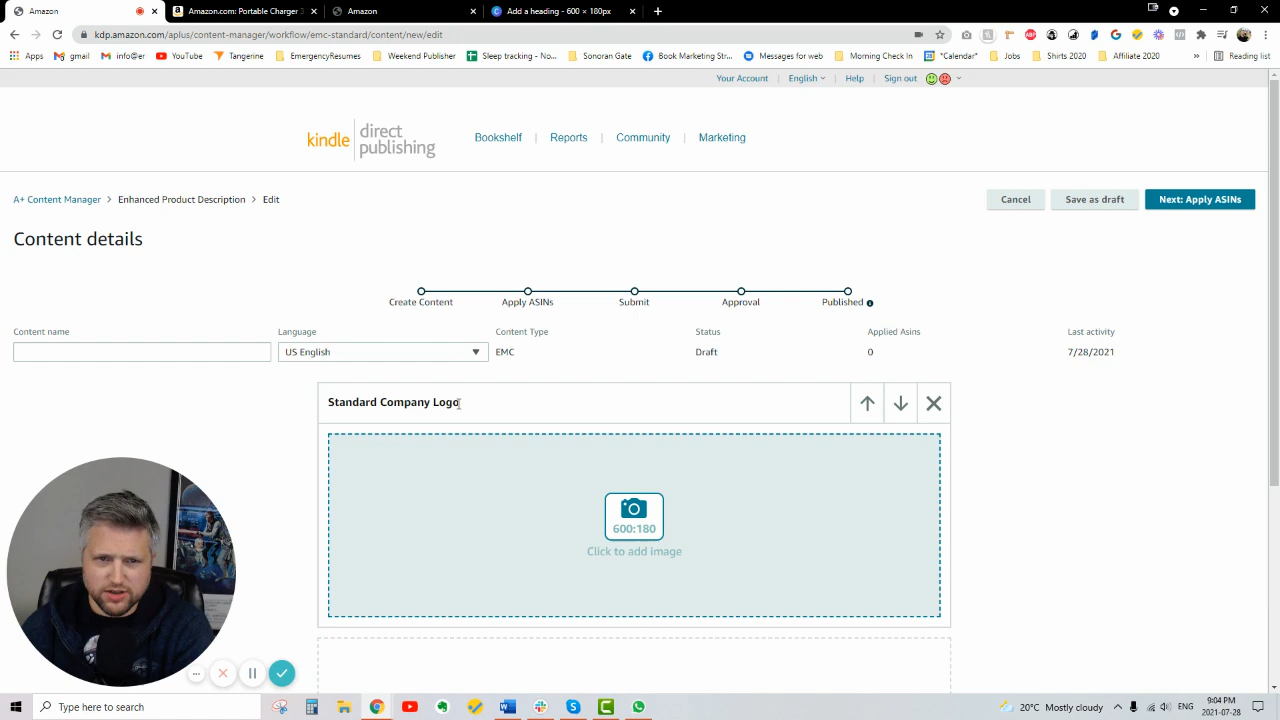 Amazon
Amazon.com: Portable Charger
Amazon
Add a heading - 600 × 180px
kdp.amazon.com/aplus/content-manager/workflow/emc-standard/content/new/edit
Apps
gmail
info@er
YouTube
Tangerine
EmergencyResumes
Weekend Publisher
Sleep tracking - No...
Sonoran Gate
Book Marketing Str...
Messages for web
Morning Check In
*Calendar*
Jobs
Shirts 2020
Affiliate 2020
»
Reading list
Your Account
English
Help
Sign out
kindle direct publishing
Bookshelf
Reports
Community
Marketing
A+ Content Manager > Enhanced Product Description > Edit
Cancel
Save as draft
Next: Apply ASINs
Content details
Create Content
Apply ASINs
Submit
Approval
Published
Content name
Language
Content Type
Status
Applied Asins
Last activity
US English
EMC
Draft
0
7/28/2021
Standard Company Logo
600:180
Click to add image
Type here to search
20°C Mostly cloudy
ENG
9:04 PM
2021-07-28